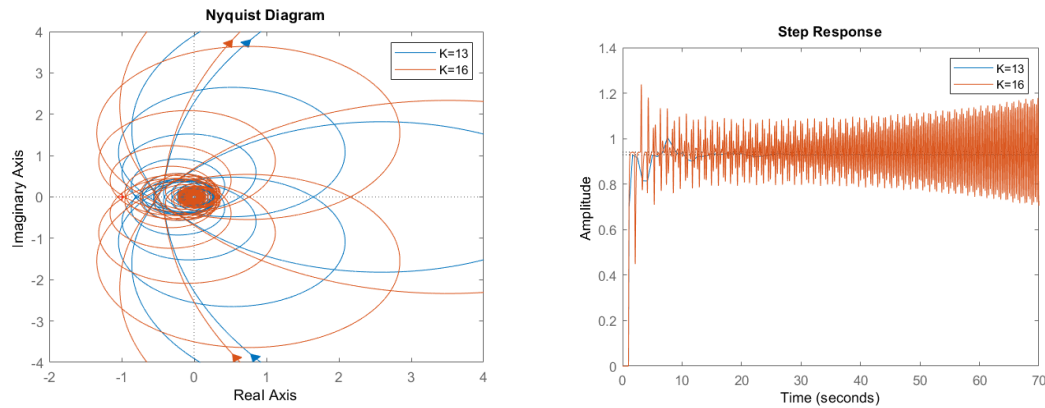 Nyquist Diagram
4
3
2
1
0
-1
-2
-3
-4
Imaginary Axis
K=13
K=16
-2 -1 0 1 2 3 4
Real Axis
Step Response
1.4
1.2
1
0.8
0.6
0.4
0.2
0
Amplitude
K=13
K=16
0 10 20 30 40 50 60 70
Time (seconds)